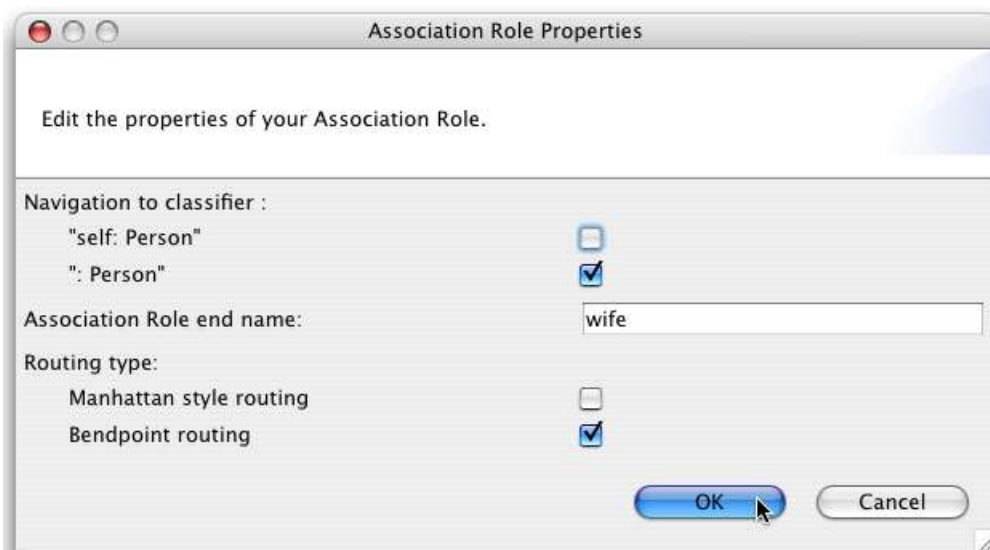 Association Role Properties
Edit the properties of your Association Role.
Navigation to classifier :
"self: Person"
": Person"
Association Role end name:
wife
Routing type:
Manhattan style routing
Bendpoint routing
OK
Cancel